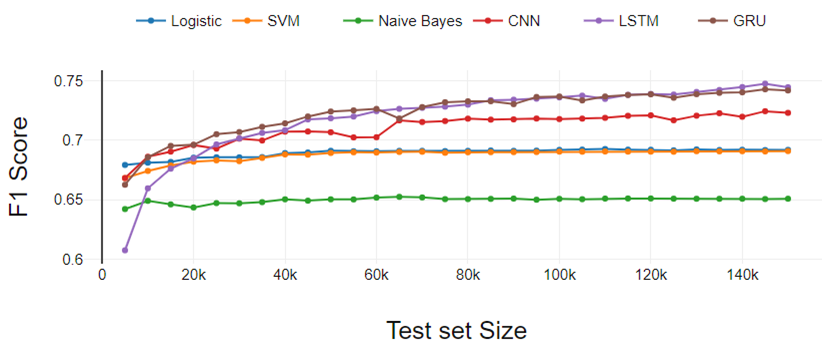 Logistic SVM Naive Bayes CNN LSTM GRU
0.75
0.7
0.65
0.6
F1 Score
0 20k 40k 60k 80k 100k 120k 140k
Test set Size